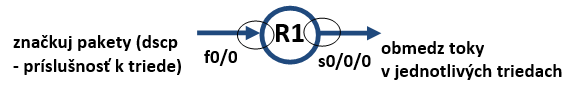 značkuj pakety (dscp
- príslušnosť k triede)
f0/0
R1
s0/0/0
obmedz toky
v jednotlivých triedach